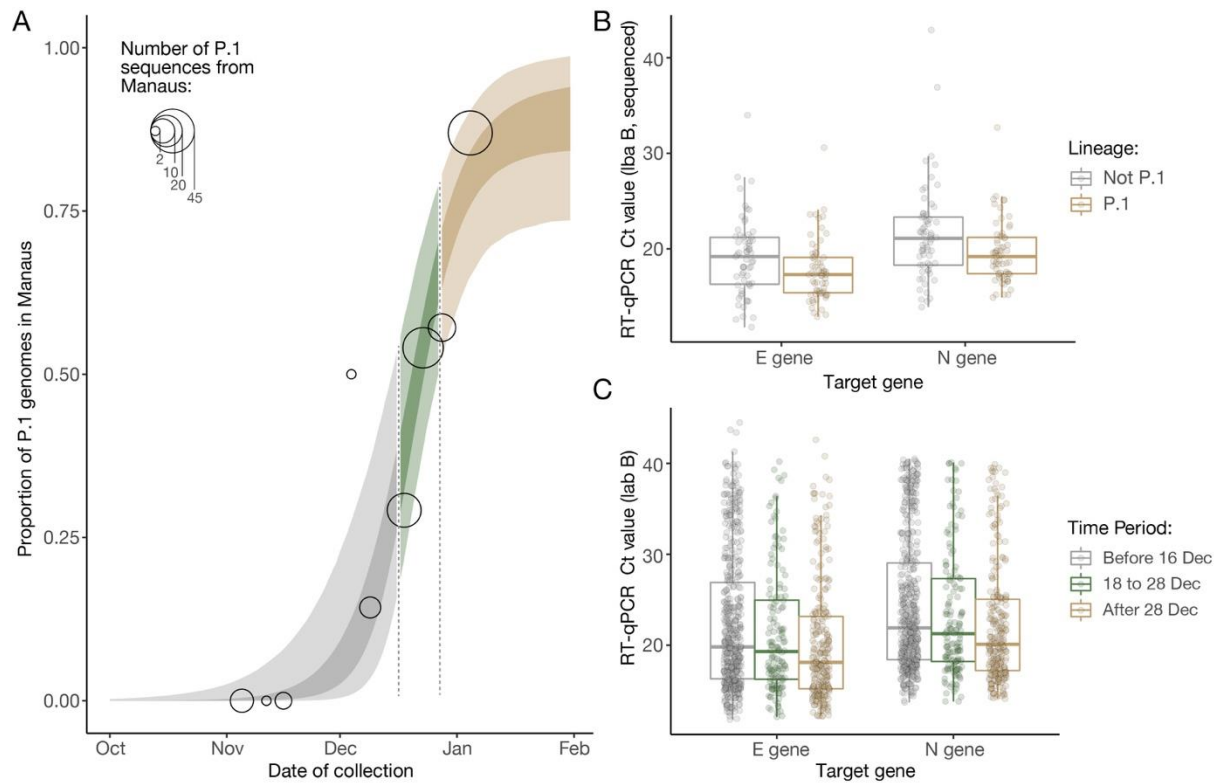 A
Number of P.1
sequences from
Manaus:
2
10
20
45
1.00
0.75
0.50
0.25
0.00
Proportion of P.1 genomes in Manaus
Oct
Nov
Dec
Jan
Feb
Date of collection
B
40
30
20
RT-qPCR Ct value (lba B, sequenced)
E gene
N gene
Target gene
Lineage:
Not P.1
P.1
C
40
30
20
RT-qPCR Ct value (lab B)
E gene
N gene
Target gene
Time Period:
Before 16 Dec
18 to 28 Dec
After 28 Dec